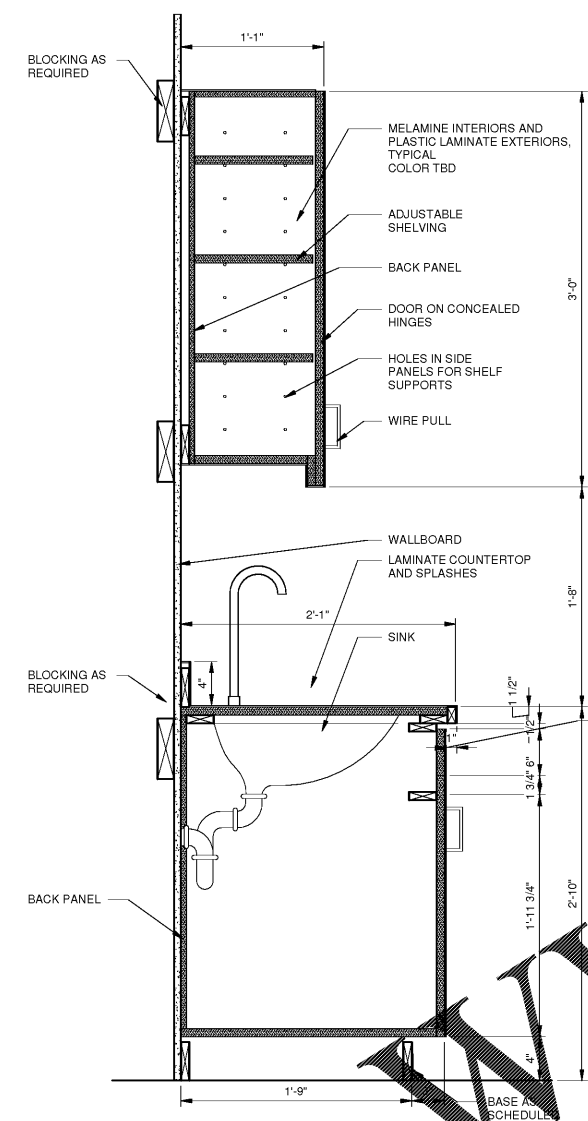 1'-1"
BLOCKING AS
REQUIRED
MELAMINE INTERIORS AND
PLASTIC LAMINATE EXTERIORS,
TYPICAL
COLOR TBD
ADJUSTABLE
SHELVING
BACK PANEL
3'-0"
DOOR ON CONCEALED
HINGES
HOLES IN SIDE
PANELS FOR SHELF
SUPPORTS
WIRE PULL
WALLBOARD
LAMINATE COUNTERTOP
AND SPLASHES
1'-8"
2'-1"
SINK
BLOCKING AS
REQUIRED
4"
1 1/2"
1/2"
1"
6"
1 3/4"
BACK PANEL
1'-11 3/4"
2'-10"
4"
1'-9"
BASE AS
SCHEDULED